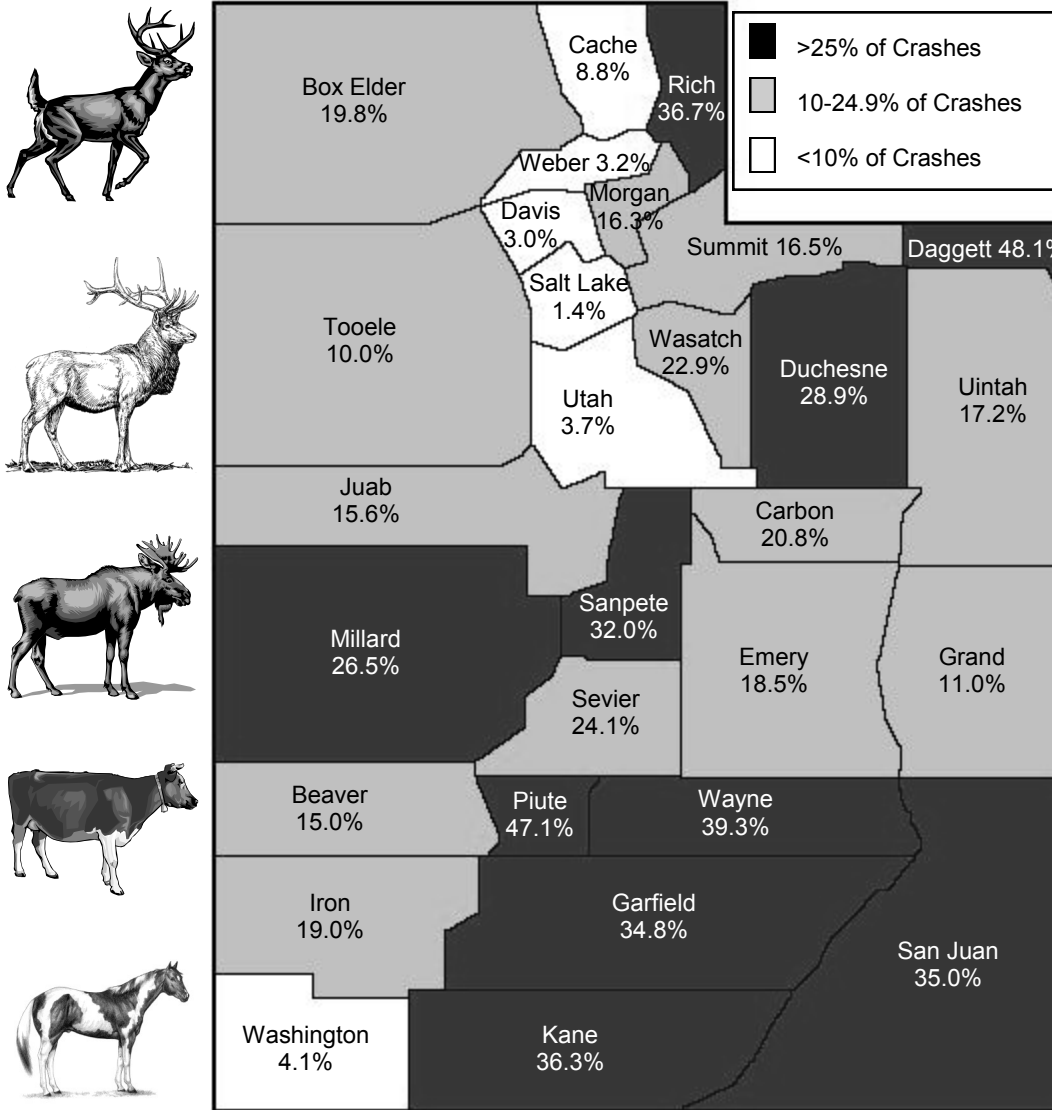 >25% of Crashes
10-24.9% of Crashes
<10% of Crashes
Cache
8.8%
Rich
36.7%
Box Elder
19.8%
Weber 3.2%
Morgan
16.3%
Davis
3.0%
Summit 16.5%
Daggett 48.1%
Salt Lake
1.4%
Tooele
10.0%
Wasatch
22.9%
Duchesne
28.9%
Uintah
17.2%
Utah
3.7%
Juab
15.6%
Carbon
20.8%
Sanpete
32.0%
Millard
26.5%
Emery
18.5%
Grand
11.0%
Sevier
24.1%
Beaver
15.0%
Piute
47.1%
Wayne
39.3%
Iron
19.0%
Garfield
34.8%
San Juan
35.0%
Washington
4.1%
Kane
36.3%